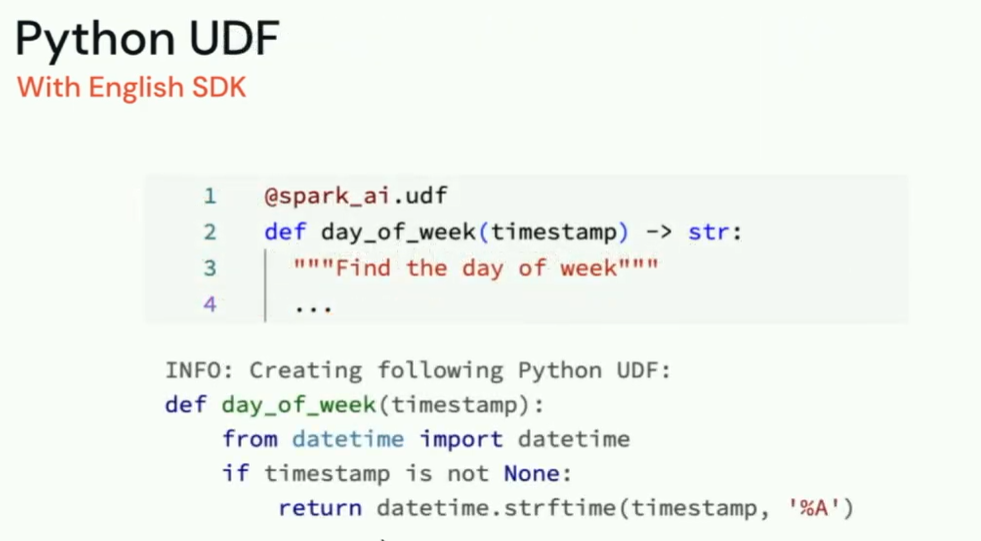 Python UDF
With English SDK
1 @spark_ai.udf
2 def day_of_week(timestamp) -> str:
3 """Find the day of week"""
4 ...
INFO: Creating following Python UDF:
def day_of_week(timestamp):
from datetime import datetime
if timestamp is not None:
return datetime.strftime(timestamp, '%A')